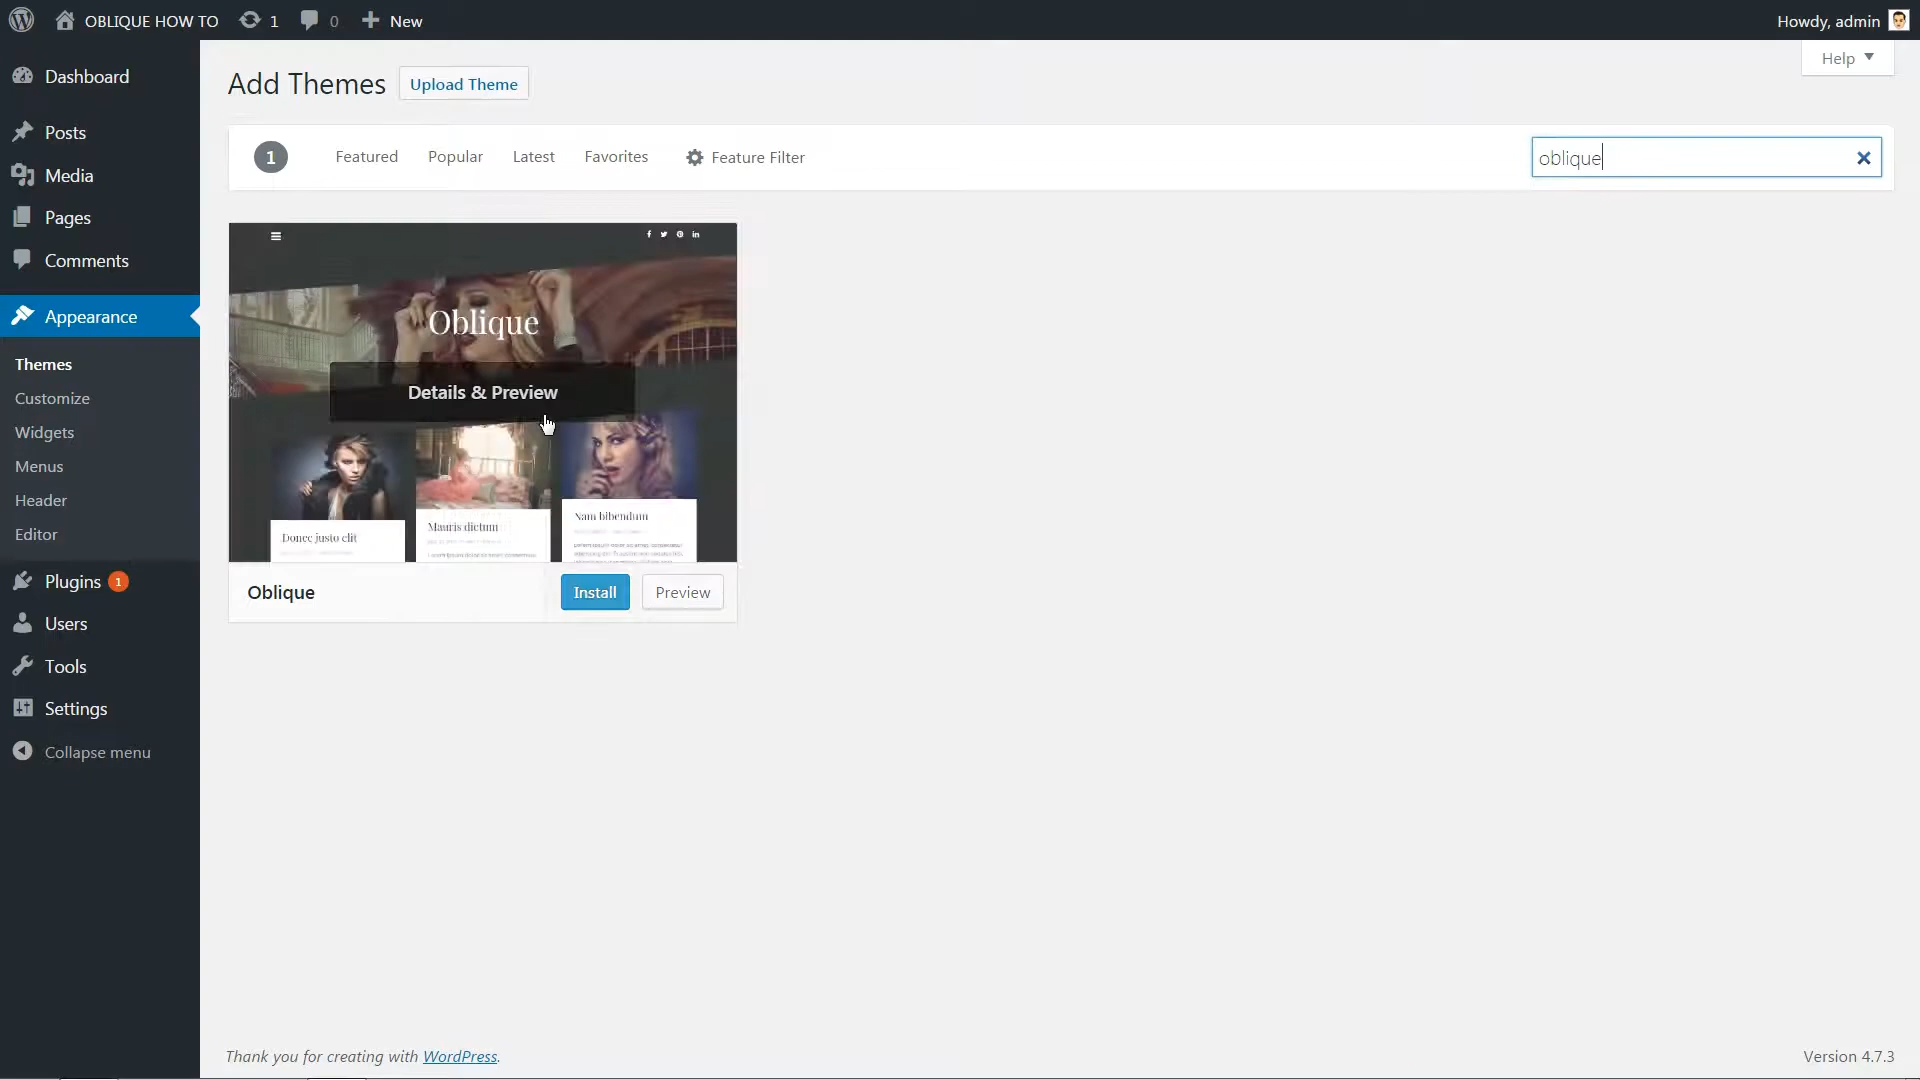 OBLIQUE HOW TO 1 0 New
Howdy, admin
Dashboard
Posts
Media
Pages
Comments
Appearance
Themes
Customize
Widgets
Menus
Header
Editor
Plugins 1
Users
Tools
Settings
Collapse menu
Help
Add Themes Upload Theme
1 Featured Popular Latest Favorites Feature Filter
oblique
Oblique
Details & Preview
Donec justo elit
Mauris dictum
Nam bibendum
Oblique Install Preview
Thank you for creating with WordPress.
Version 4.7.3